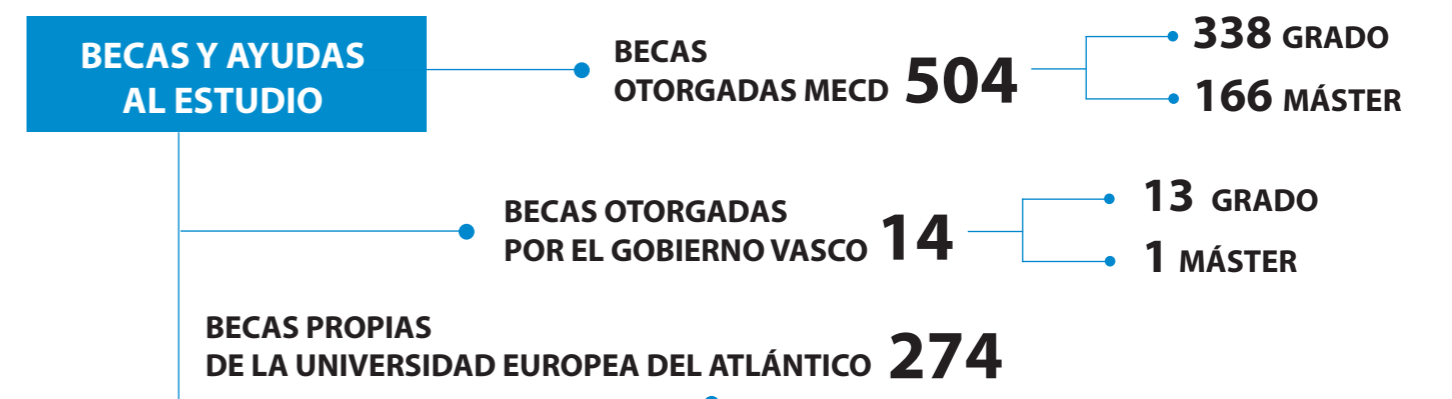 BECAS Y AYUDAS
AL ESTUDIO
BECAS
OTORGADAS MECD 504
338 GRADO
166 MÁSTER
BECAS OTORGADAS
POR EL GOBIERNO VASCO 14
13 GRADO
1 MÁSTER
BECAS PROPIAS
DE LA UNIVERSIDAD EUROPEA DEL ATLÁNTICO 274